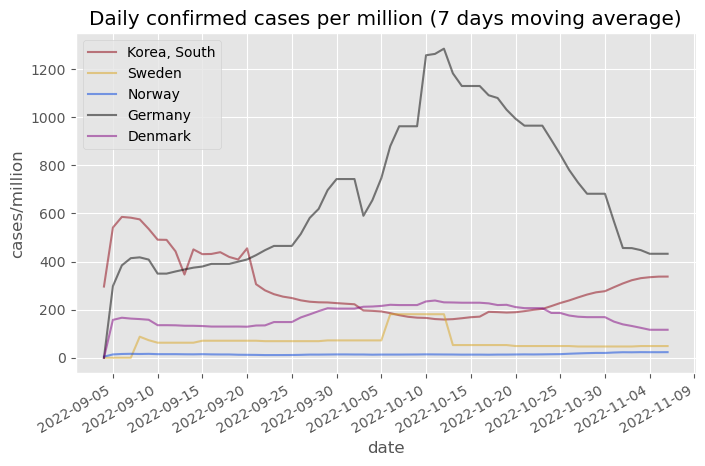 Daily confirmed cases per million (7 days moving average)
Korea, South
Sweden
Norway
Germany
Denmark
cases/million
1200
1000
800
600
400
200
0
2022-09-05
2022-09-10
2022-09-15
2022-09-20
2022-09-25
2022-09-30
2022-10-05
2022-10-10
2022-10-15
2022-10-20
2022-10-25
2022-10-30
2022-11-04
2022-11-09
date